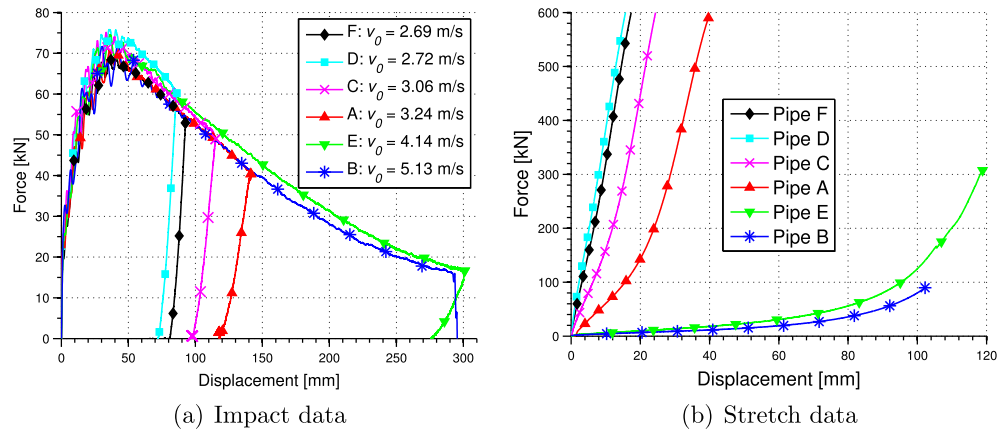 80
70
60
50
40
30
20
10
0
Force [kN]
0 50 100 150 200 250 300
Displacement [mm]
F: v0 = 2.69 m/s
D: v0 = 2.72 m/s
C: v0 = 3.06 m/s
A: v0 = 3.24 m/s
E: v0 = 4.14 m/s
B: v0 = 5.13 m/s
(a) Impact data
600
500
400
300
200
100
0
Force [kN]
0 20 40 60 80 100 120
Displacement [mm]
Pipe F
Pipe D
Pipe C
Pipe A
Pipe E
Pipe B
(b) Stretch data